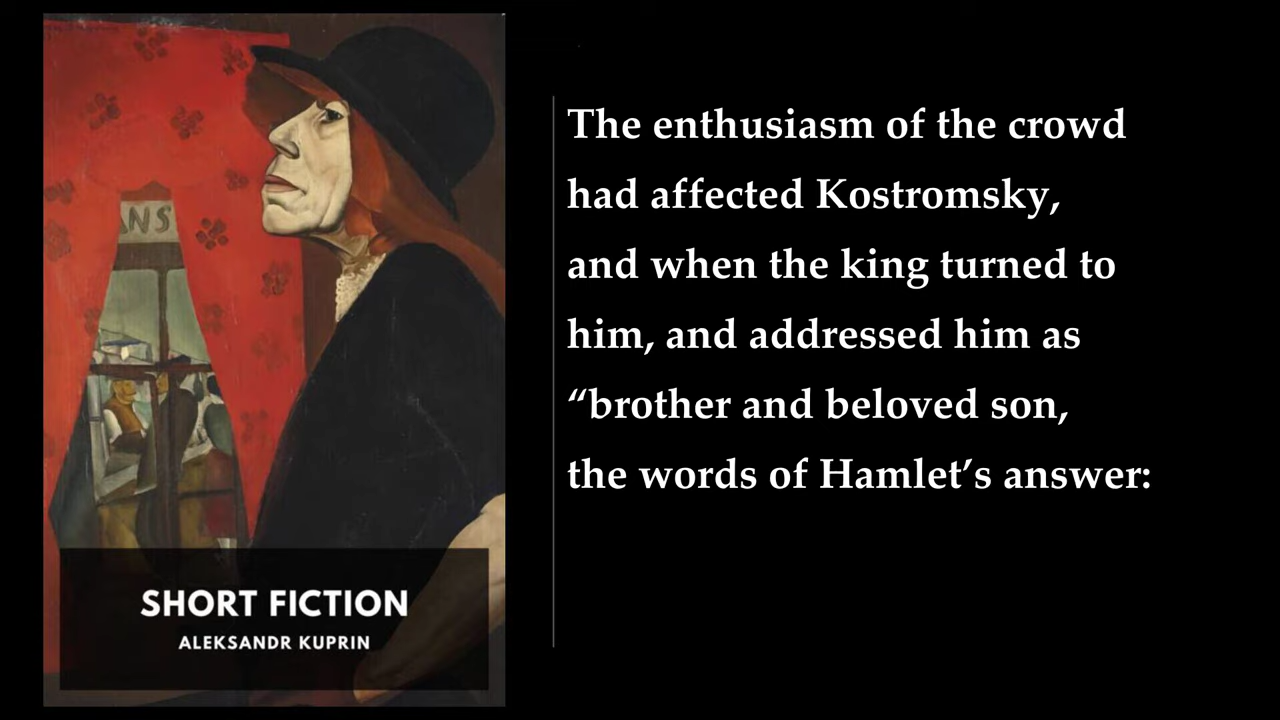 ANS
SHORT FICTION
ALEKSANDR KUPRIN
The enthusiasm of the crowd
had affected Kostromsky,
and when the king turned to
him, and addressed him as
“brother and beloved son,
the words of Hamlet’s answer: